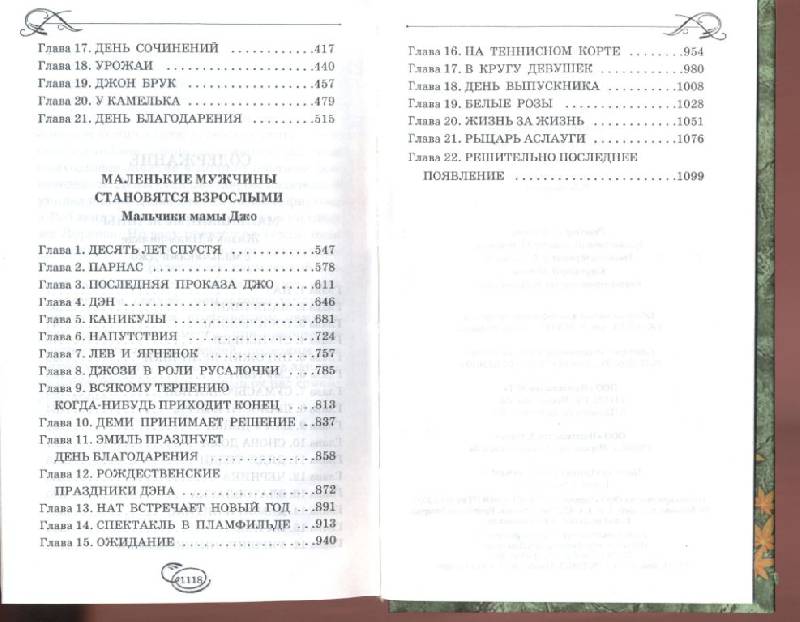 Глава 17. ДЕНЬ СОЧИНЕНИЙ ............417
Глава 18. УРОЖАИ ............440
Глава 19. ДЖОН БРУК ............457
Глава 20. У КАМЕЛЬКА ............479
Глава 21. ДЕНЬ БЛАГОДАРЕНИЯ ............515
МАЛЕНЬКИЕ МУЖЧИНЫ
СТАНОВЯТСЯ ВЗРОСЛЫМИ
Мальчики мамы Джо
Глава 1. ДЕСЯТЬ ЛЕТ СПУСТЯ ............547
Глава 2. ПАРНАС ............578
Глава 3. ПОСЛЕДНЯЯ ПРОКАЗА ДЖО ......611
Глава 4. ДЭН ............646
Глава 5. КАНИКУЛЫ ............681
Глава 6. НАПУТСТВИЯ ............724
Глава 7. ЛЕВ И ЯГНЕНОК ............757
Глава 8. ДЖОЗИ В РОЛИ РУСАЛОЧКИ ......785
Глава 9. ВСЯКОМУ ТЕРПЕНИЮ
КОГДА-НИБУДЬ ПРИХОДИТ КОНЕЦ ....813
Глава 10. ДЕМИ ПРИНИМАЕТ РЕШЕНИЕ ..837
Глава 11. ЭМИЛЬ ПРАЗДНУЕТ
ДЕНЬ БЛАГОДАРЕНИЯ ............858
Глава 12. РОЖДЕСТВЕНСКИЕ
ПРАЗДНИКИ ДЭНА ............872
Глава 13. НАТ ВСТРЕЧАЕТ НОВЫЙ ГОД ....891
Глава 14. СПЕКТАКЛЬ В ПЛАМФИЛЬДЕ ....913
Глава 15. ОЖИДАНИЕ ............940
1118
Глава 16. НА ТЕННИСНОМ КОРТЕ ........954
Глава 17. В КРУГУ ДЕВУШЕК ............980
Глава 18. ДЕНЬ ВЫПУСКНИКА ..........1008
Глава 19. БЕЛЫЕ РОЗЫ ............1028
Глава 20. ЖИЗНЬ ЗА ЖИЗНЬ ............1051
Глава 21. РЫЦАРЬ АСЛАУГИ ............1076
Глава 22. РЕШИТЕЛЬНО ПОСЛЕДНЕЕ
ПОЯВЛЕНИЕ ............1099